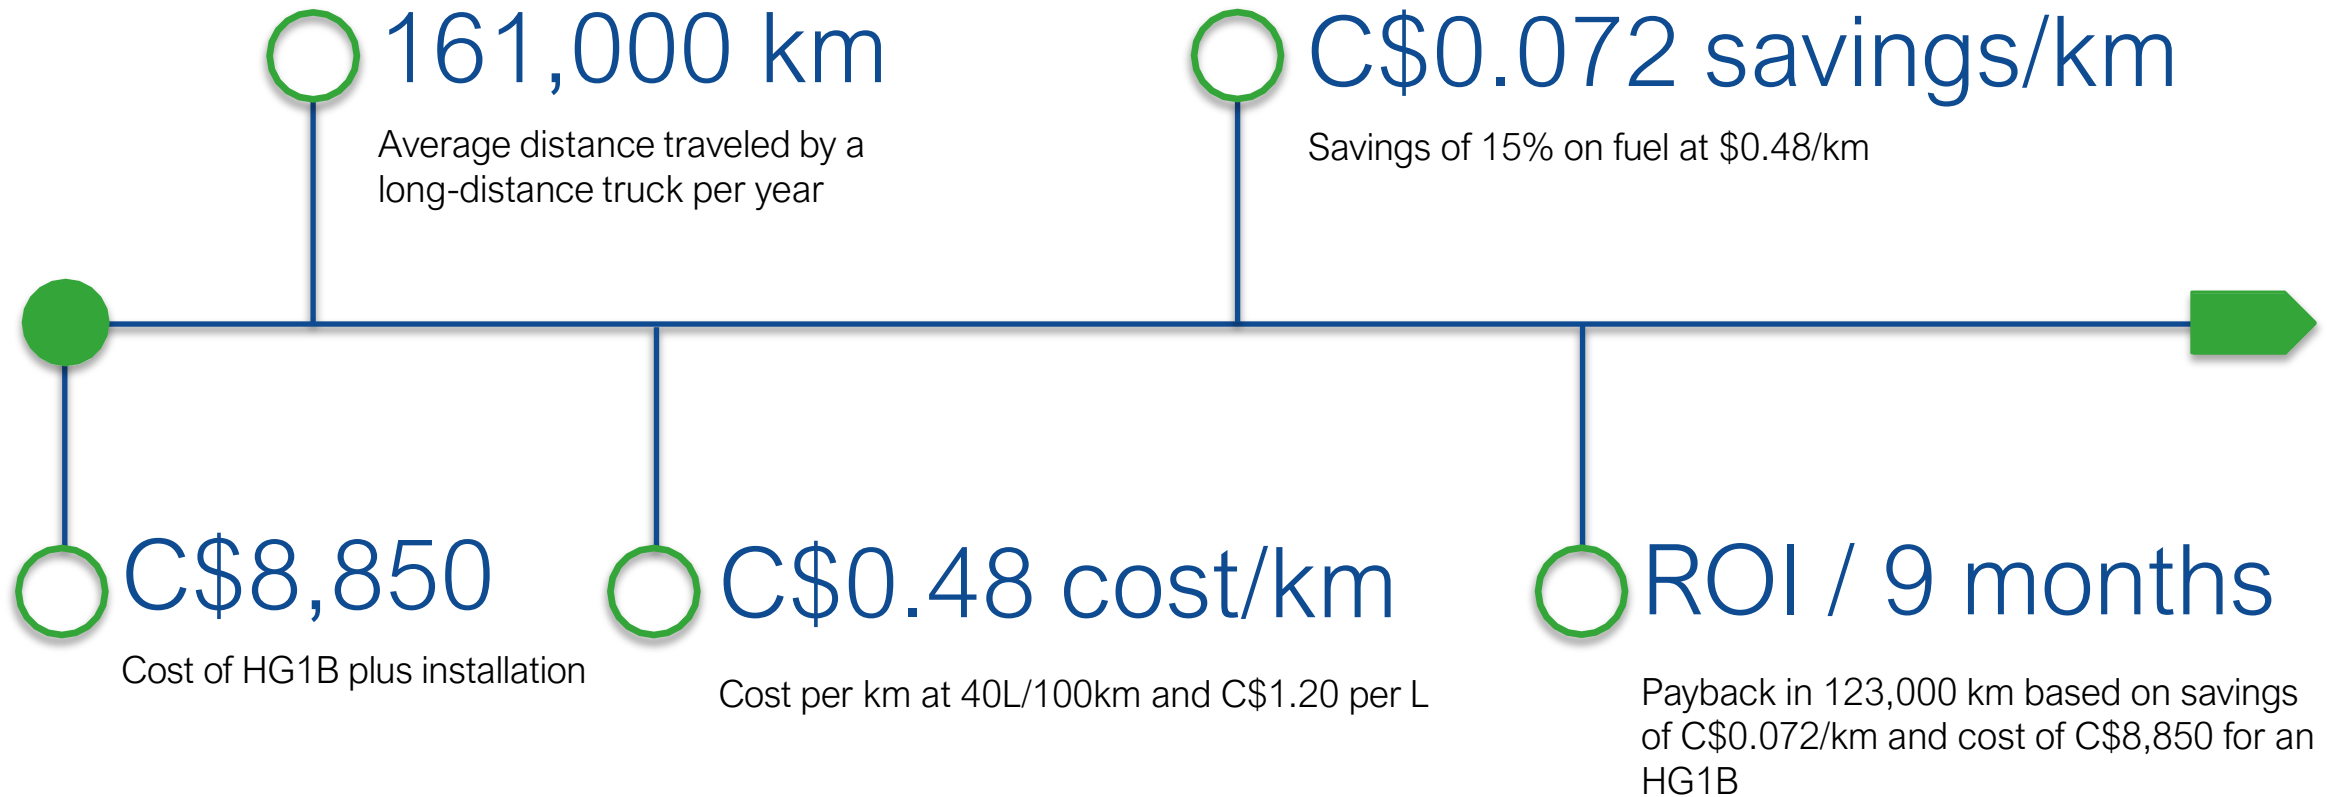 161,000 km
Average distance traveled by a
long-distance truck per year
C$0.072 savings/km
Savings of 15% on fuel at $0.48/km
C$8,850
Cost of HG1B plus installation
C$0.48 cost/km
Cost per km at 40L/100km and C$1.20 per L
ROI / 9 months
Payback in 123,000 km based on savings
of C$0.072/km and cost of C$8,850 for an
HG1B